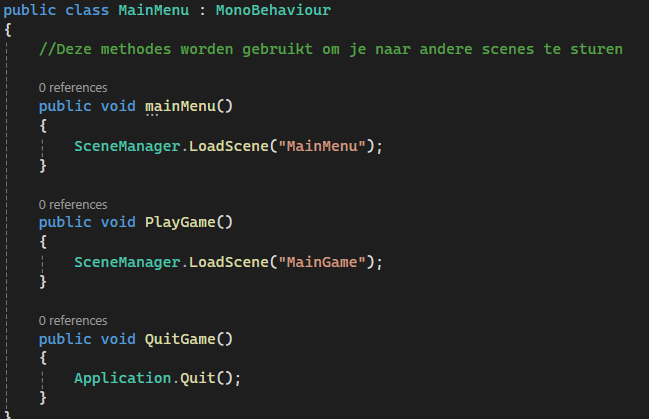 public class MainMenu : MonoBehaviour
{
//Deze methodes worden gebruikt om je naar andere scenes te sturen
0 references
public void mainMenu()
{
SceneManager.LoadScene("MainMenu");
}
0 references
public void PlayGame()
{
SceneManager.LoadScene("MainGame");
}
0 references
public void QuitGame()
{
Application.Quit();
}
}